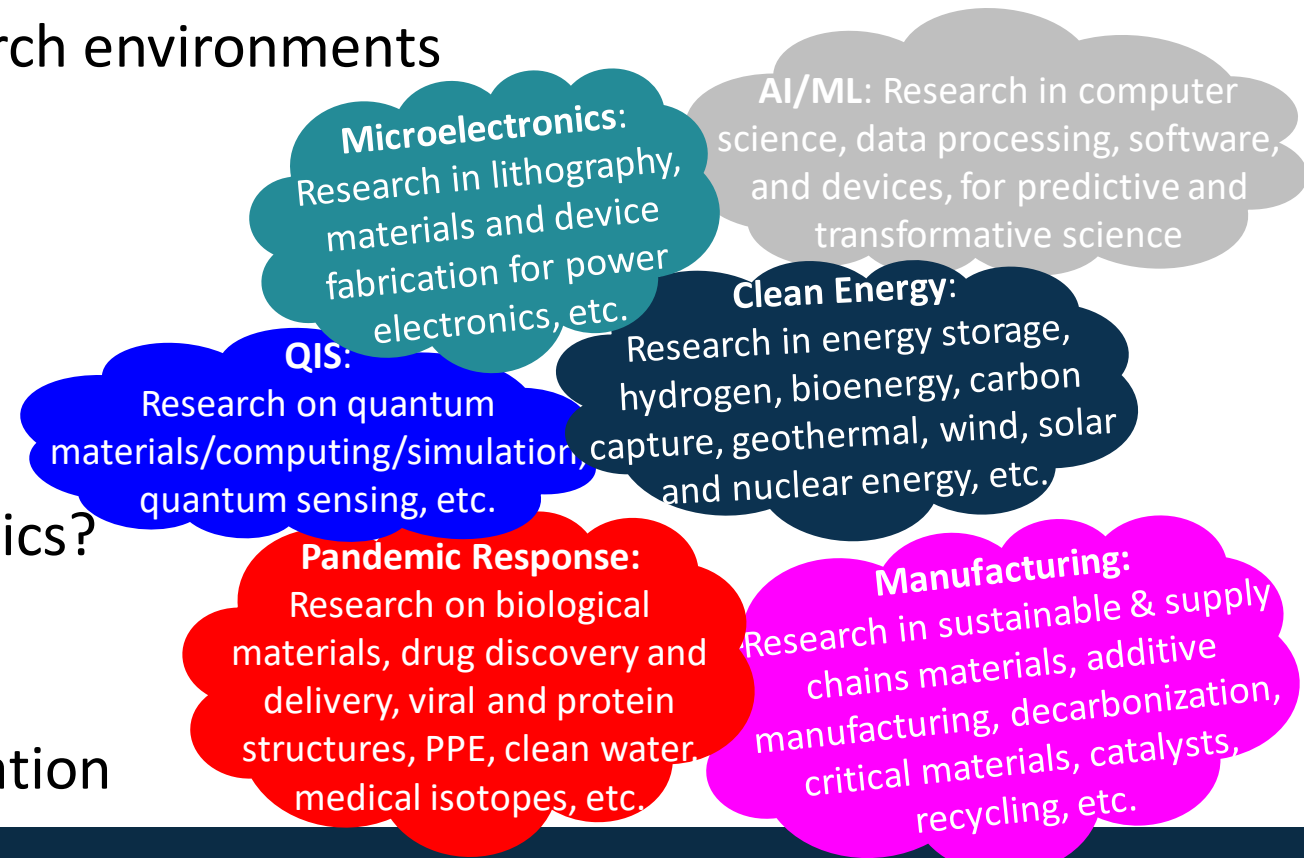 rch environments
AI/ML: Research in computer
science, data processing, software,
and devices, for predictive and
transformative science
Microelectronics:
Research in lithography,
materials and device
fabrication for power
electronics, etc.
Clean Energy:
Research in energy storage,
hydrogen, bioenergy, carbon
capture, geothermal, wind, solar
and nuclear energy, etc.
QIS:
Research on quantum
materials/computing/simulation,
quantum sensing, etc.
ics?
Pandemic Response:
Research on biological
materials, drug discovery and
delivery, viral and protein
structures, PPE, clean water,
medical isotopes, etc.
Manufacturing:
Research in sustainable & supply
chains materials, additive
manufacturing, decarbonization,
critical materials, catalysts,
recycling, etc.
ation